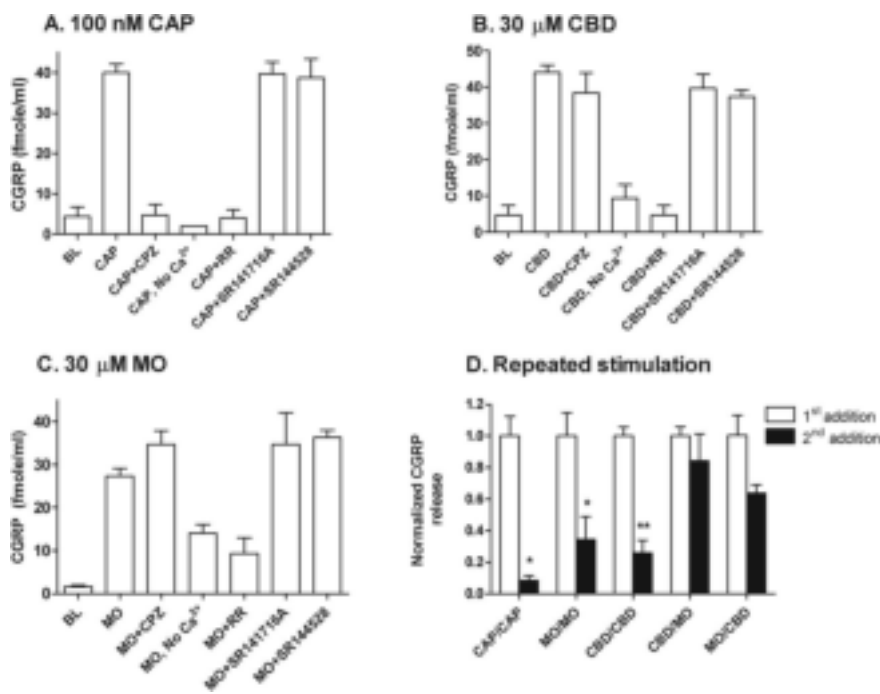 A. 100 nM CAP
CGRP (fmole/ml)
40
30
20
10
0
BL
CAP
CAP+CPZ
CAP, No Ca²⁺
CAP+RR
CAP+SR141716A
CAP+SR144528
B. 30 μM CBD
CGRP (fmole/ml)
50
40
30
20
10
0
BL
CBD
CBD+CPZ
CBD, No Ca²⁺
CBD+RR
CBD+SR141716A
CBD+SR144528
C. 30 μM MO
CGRP (fmole/ml)
40
30
20
10
0
BL
MO
MO+CPZ
MO, No Ca²⁺
MO+RR
MO+SR141716A
MO+SR144528
D. Repeated stimulation
Normalized CGRP
release
1.2
1.0
0.8
0.6
0.4
0.2
0.0
*
*
**
CAP/CAP
MO/MO
CBD/CBD
CBD/MO
MO/CBD
1st addition
2nd addition